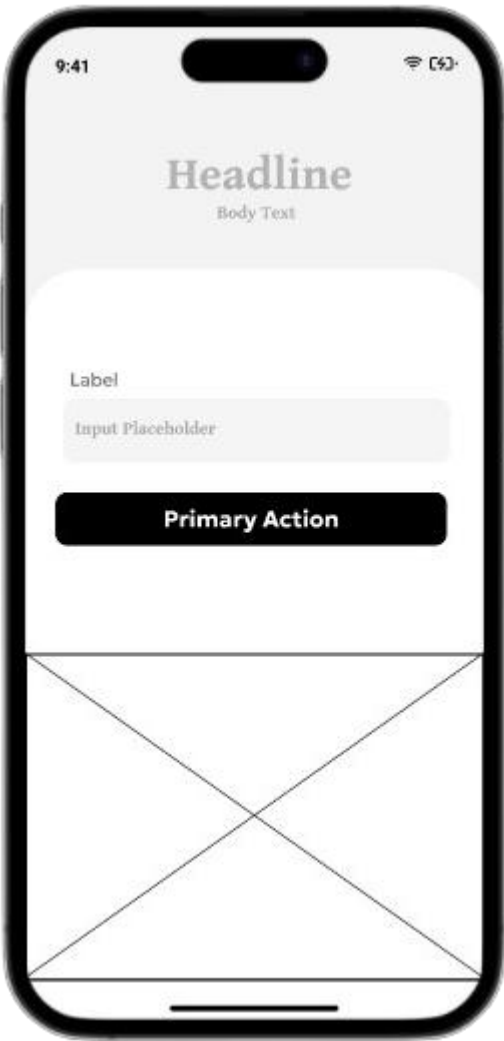 9:41
Headline
Body Text
Label
Input Placeholder
Primary Action